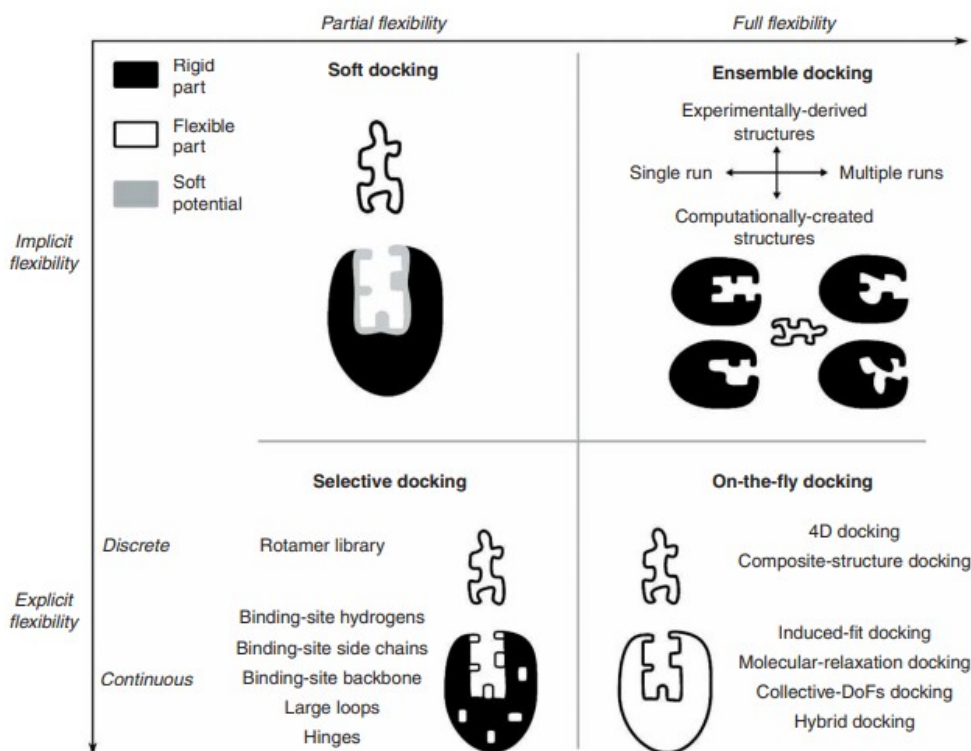 Partial flexibility
Full flexibility
Rigid
part
Flexible
part
Soft
potential
Implicit
flexibility
Soft docking
Ensemble docking
Experimentally-derived
structures
Single run
Multiple runs
Computationally-created
structures
Explicit
flexibility
Discrete
Continuous
Selective docking
Rotamer library
Binding-site hydrogens
Binding-site side chains
Binding-site backbone
Large loops
Hinges
On-the-fly docking
4D docking
Composite-structure docking
Induced-fit docking
Molecular-relaxation docking
Collective-DoFs docking
Hybrid docking